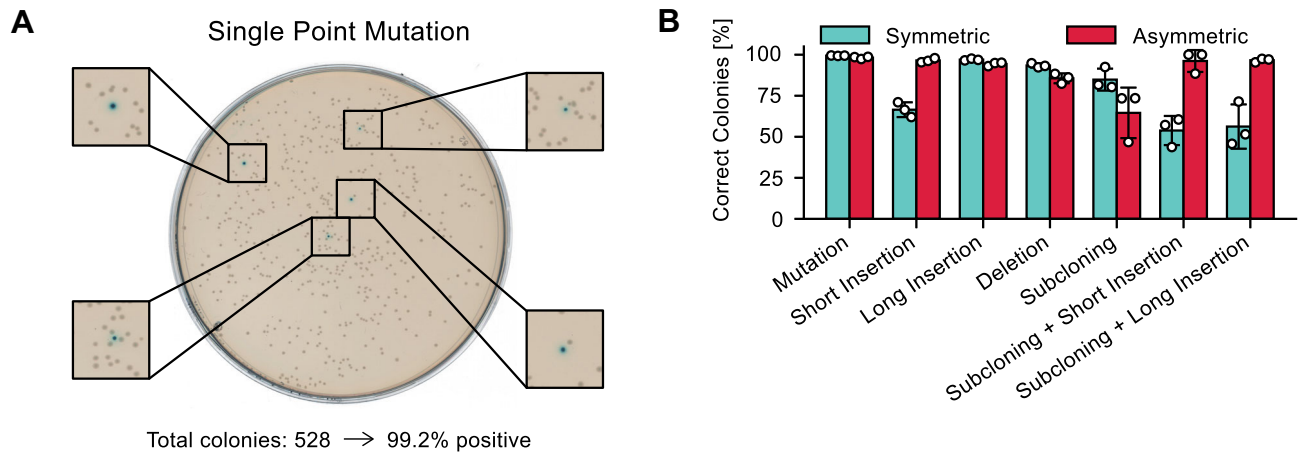 A
Single Point Mutation
Total colonies: 528 → 99.2% positive
B
Symmetric
Asymmetric
Correct Colonies [%]
100
75
50
25
0
Mutation
Short Insertion
Long Insertion
Deletion
Subcloning
Subcloning + Short Insertion
Subcloning + Long Insertion